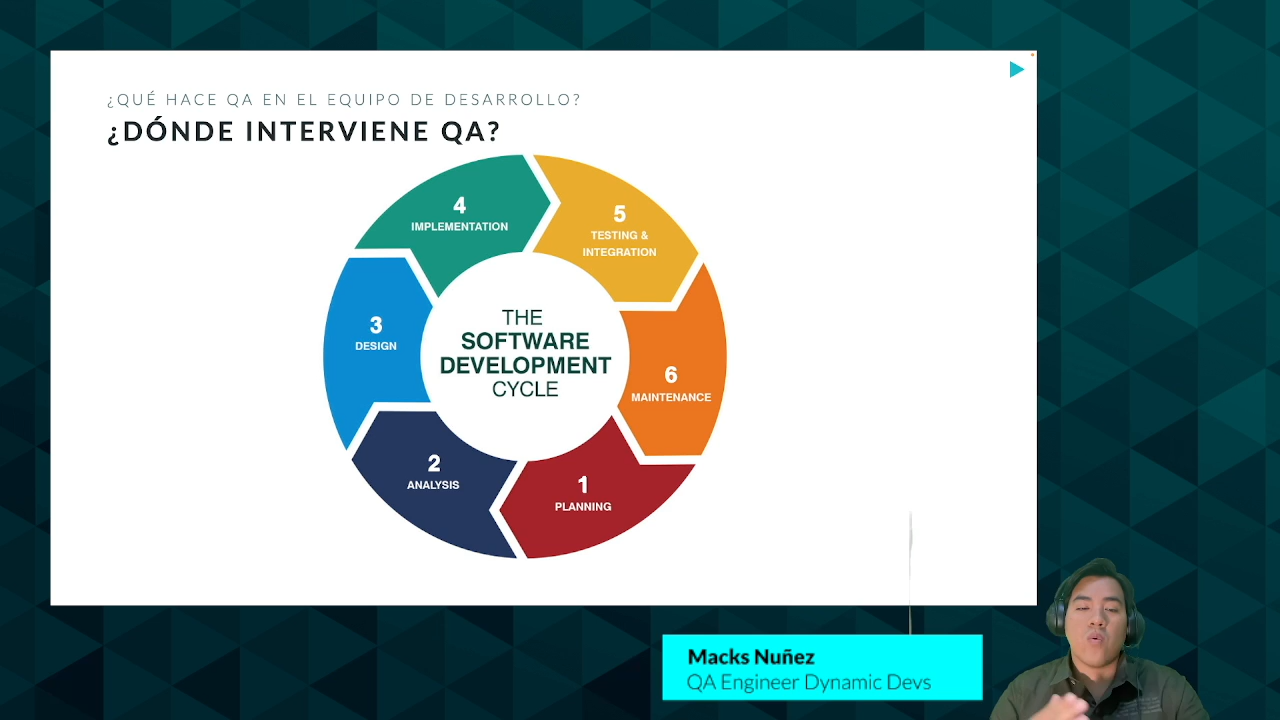 ¿QUÉ HACE QA EN EL EQUIPO DE DESARROLLO?
¿DÓNDE INTERVIENE QA?
4
IMPLEMENTATION
5
TESTING &
INTEGRATION
3
DESIGN
THE
SOFTWARE
DEVELOPMENT
CYCLE
6
MAINTENANCE
2
ANALYSIS
1
PLANNING
Macks Nuñez
QA Engineer Dynamic Devs